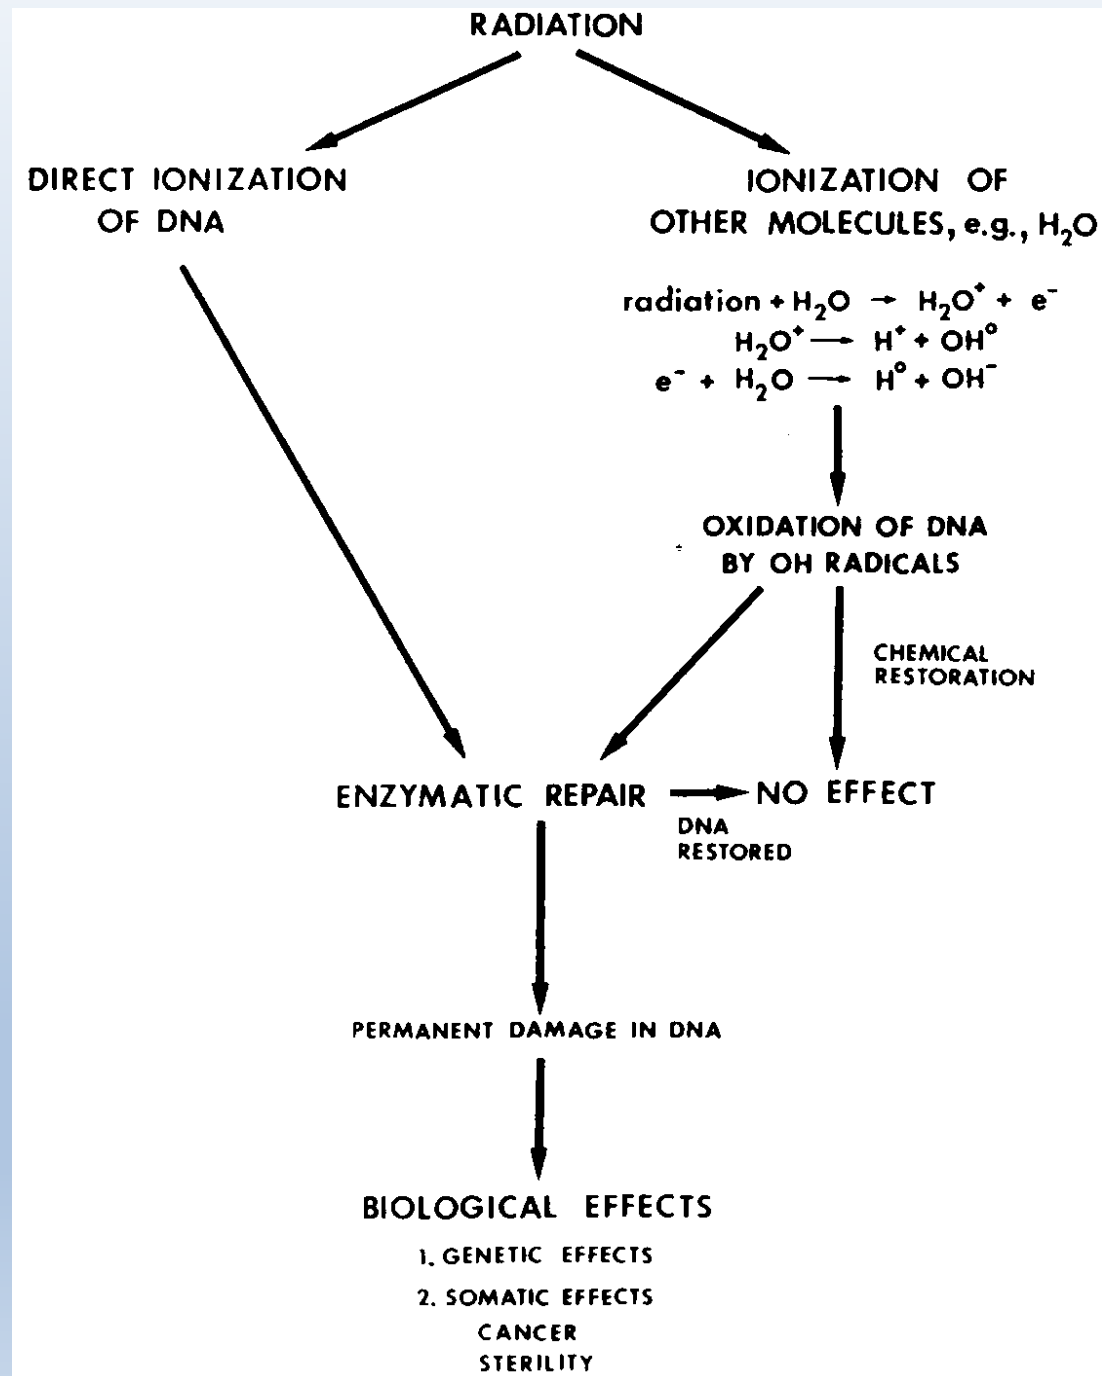 RADIATION
DIRECT IONIZATION
OF DNA
IONIZATION OF
OTHER MOLECULES, e.g., H₂O
radiation + H₂O → H₂O⁺ + e⁻
H₂O⁺ → H⁺ + OH⁰
e⁻ + H₂O → H⁰ + OH⁻
OXIDATION OF DNA
BY OH RADICALS
CHEMICAL
RESTORATION
ENZYMATIC REPAIR
NO EFFECT
DNA
RESTORED
PERMANENT DAMAGE IN DNA
BIOLOGICAL EFFECTS
1. GENETIC EFFECTS
2. SOMATIC EFFECTS
CANCER
STERILITY